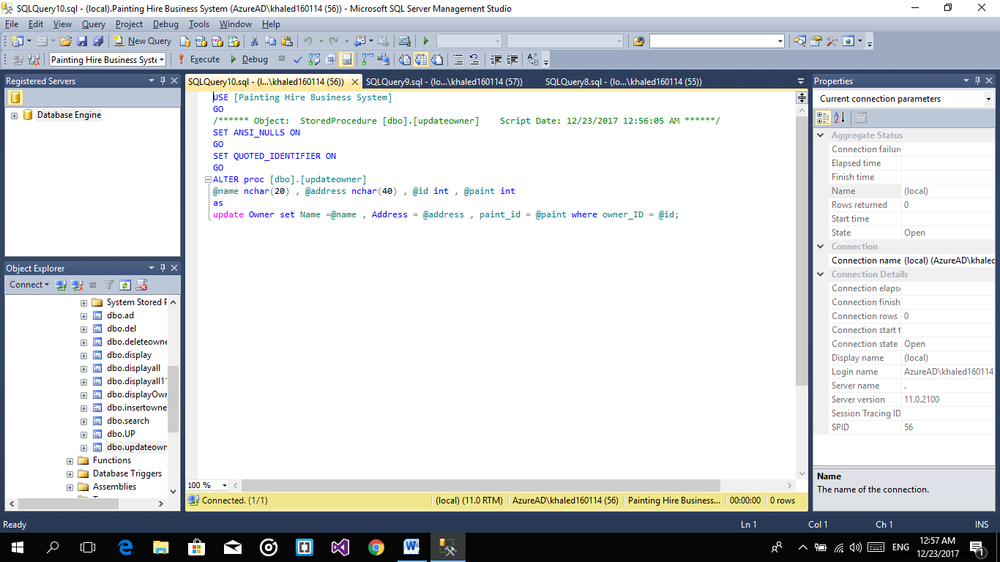 SQLQuery10.sql - (local).Painting Hire Business System (AzureAD\khaled160114 (56)) - Microsoft SQL Server Management Studio
File Edit View Query Project Debug Tools Window Help
New Query
Painting Hire Business Syste Execute Debug
Registered Servers
Database Engine
Object Explorer
Connect
System Stored P
dbo.ad
dbo.del
dbo.deleteowne
dbo.display
dbo.displayall
dbo.displayall1
dbo.displayOwn
dbo.insertowne
dbo.search
dbo.UP
dbo.updateown
Functions
Database Triggers
Assemblies
SQLQuery10.sql - (l...\khaled160114 (56)) SQLQuery9.sql - (lo...\khaled160114 (57)) SQLQuery8.sql - (lo...\khaled160114 (55))
USE [Painting Hire Business System]
GO
/****** Object:  StoredProcedure [dbo].[updateowner]    Script Date: 12/23/2017 12:56:05 AM ******/
SET ANSI_NULLS ON
GO
SET QUOTED_IDENTIFIER ON
GO
ALTER proc [dbo].[updateowner]
@name nchar(20) , @address nchar(40) , @id int , @paint int
as
update Owner set Name =@name , Address = @address , paint_id = @paint where owner_ID = @id;
100 %
Connected. (1/1) (local) (11.0 RTM) AzureAD\khaled160114 (56) Painting Hire Business... 00:00:00 0 rows
Properties
Current connection parameters
Aggregate Status
Connection failure
Elapsed time
Finish time
Name (local)
Rows returned 0
Start time
State Open
Connection
Connection name (local) (AzureAD\khaled
Connection Details
Connection elaps
Connection finish
Connection rows 0
Connection start t
Connection state Open
Display name (local)
Login name AzureAD\khaled160114
Server name .
Server version 11.0.2100
Session Tracing ID
SPID 56
Name
The name of the connection.
Ready Ln 1 Col 1 Ch 1 INS
ENG 12:57 AM
12/23/2017
1